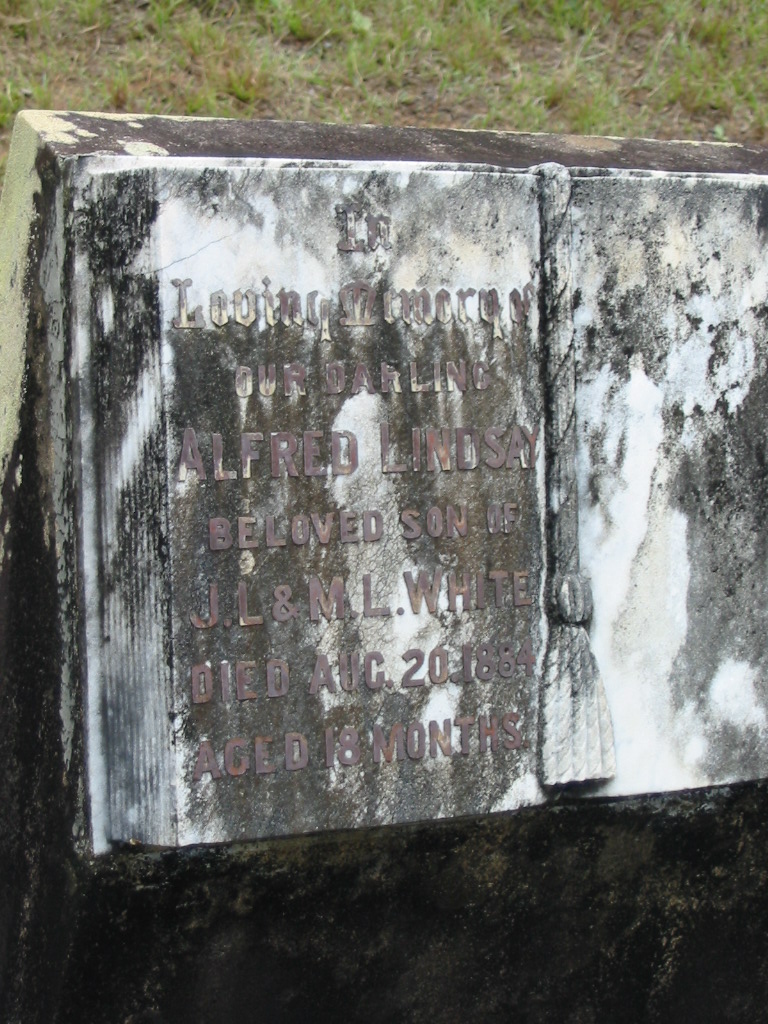 In
Loving Memory of
OUR DARLING
ALFRED LINDSAY
BELOVED SON OF
J.L & M.L. WHITE
DIED AUG. 20. 1884
AGED 18 MONTHS.